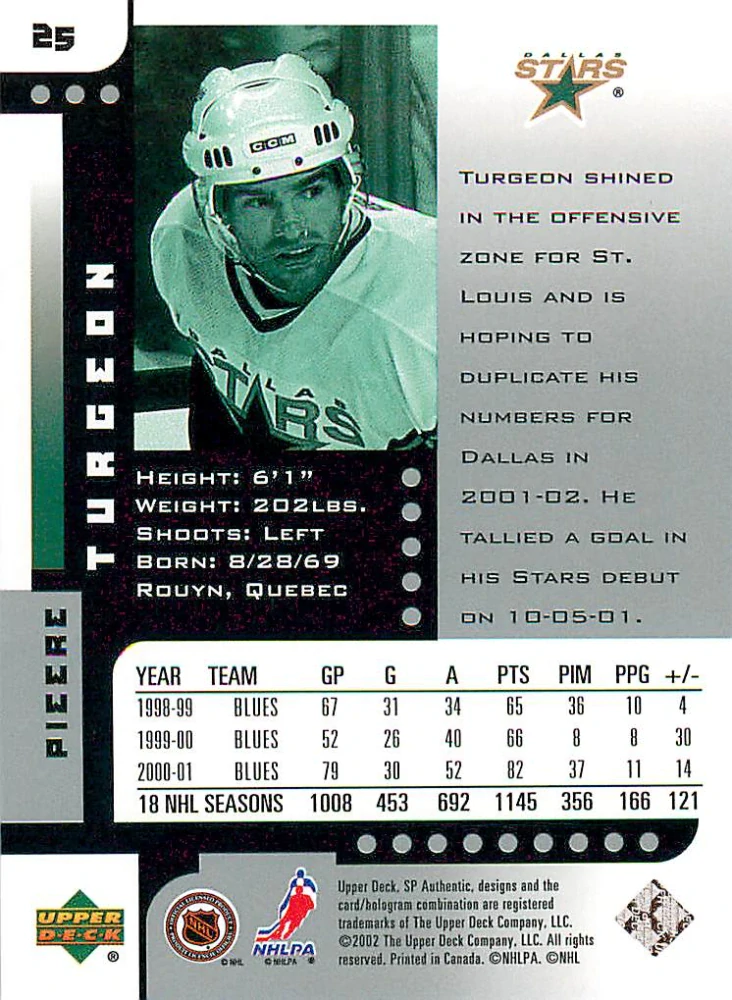 25
CCM
DALLAS
STARS
DALLAS
STARS ®
TURGEON
PIERRE
TURGEON SHINED
IN THE OFFENSIVE
ZONE FOR ST.
LOUIS AND IS
HOPING TO
DUPLICATE HIS
NUMBERS FOR
DALLAS IN
2001-02. HE
TALLIED A GOAL IN
HIS STARS DEBUT
ON 10-05-01.
HEIGHT: 6'1"
WEIGHT: 202LBS.
SHOOTS: LEFT
BORN: 8/28/69
ROUYN, QUEBEC
YEAR TEAM GP G A PTS PIM PPG +/-
1998-99 BLUES 67 31 34 65 36 10 4
1999-00 BLUES 52 26 40 66 8 8 30
2000-01 BLUES 79 30 52 82 37 11 14
18 NHL SEASONS 1008 453 692 1145 356 166 121
UPPER
D·E·C·K
®
NHL
© NHL
NHLPA
© NHLPA ®
Upper Deck, SP Authentic, designs and the
card/hologram combination are registered
trademarks of The Upper Deck Company, LLC.
©2002 The Upper Deck Company, LLC. All rights
reserved. Printed in Canada. ©NHLPA. ©NHL